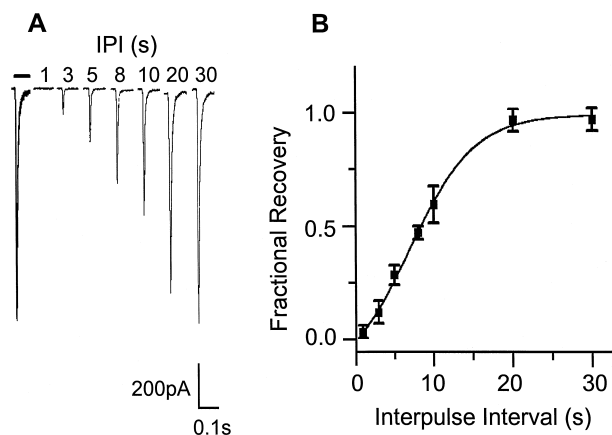 A
IPI (s)
1 3 5 8 10 20 30
200pA
0.1s
B
Fractional Recovery
1.0
0.5
0.0
0 10 20 30
Interpulse Interval (s)